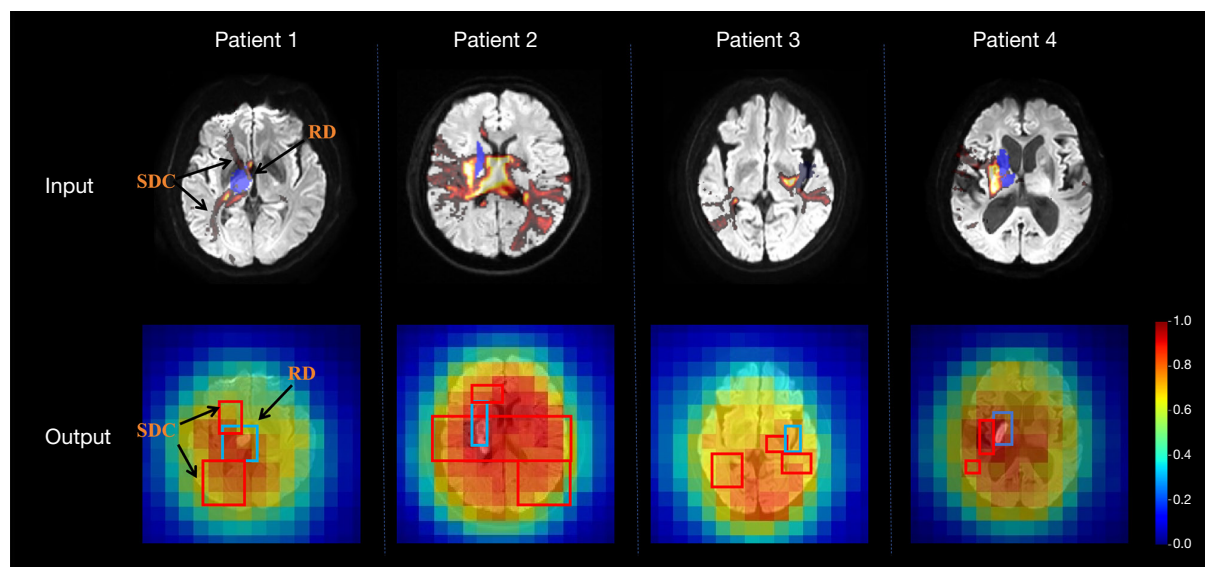 Patient 1
Patient 2
Patient 3
Patient 4
RD
SDC
Input
RD
SDC
Output
1.0
0.8
0.6
0.4
0.2
0.0